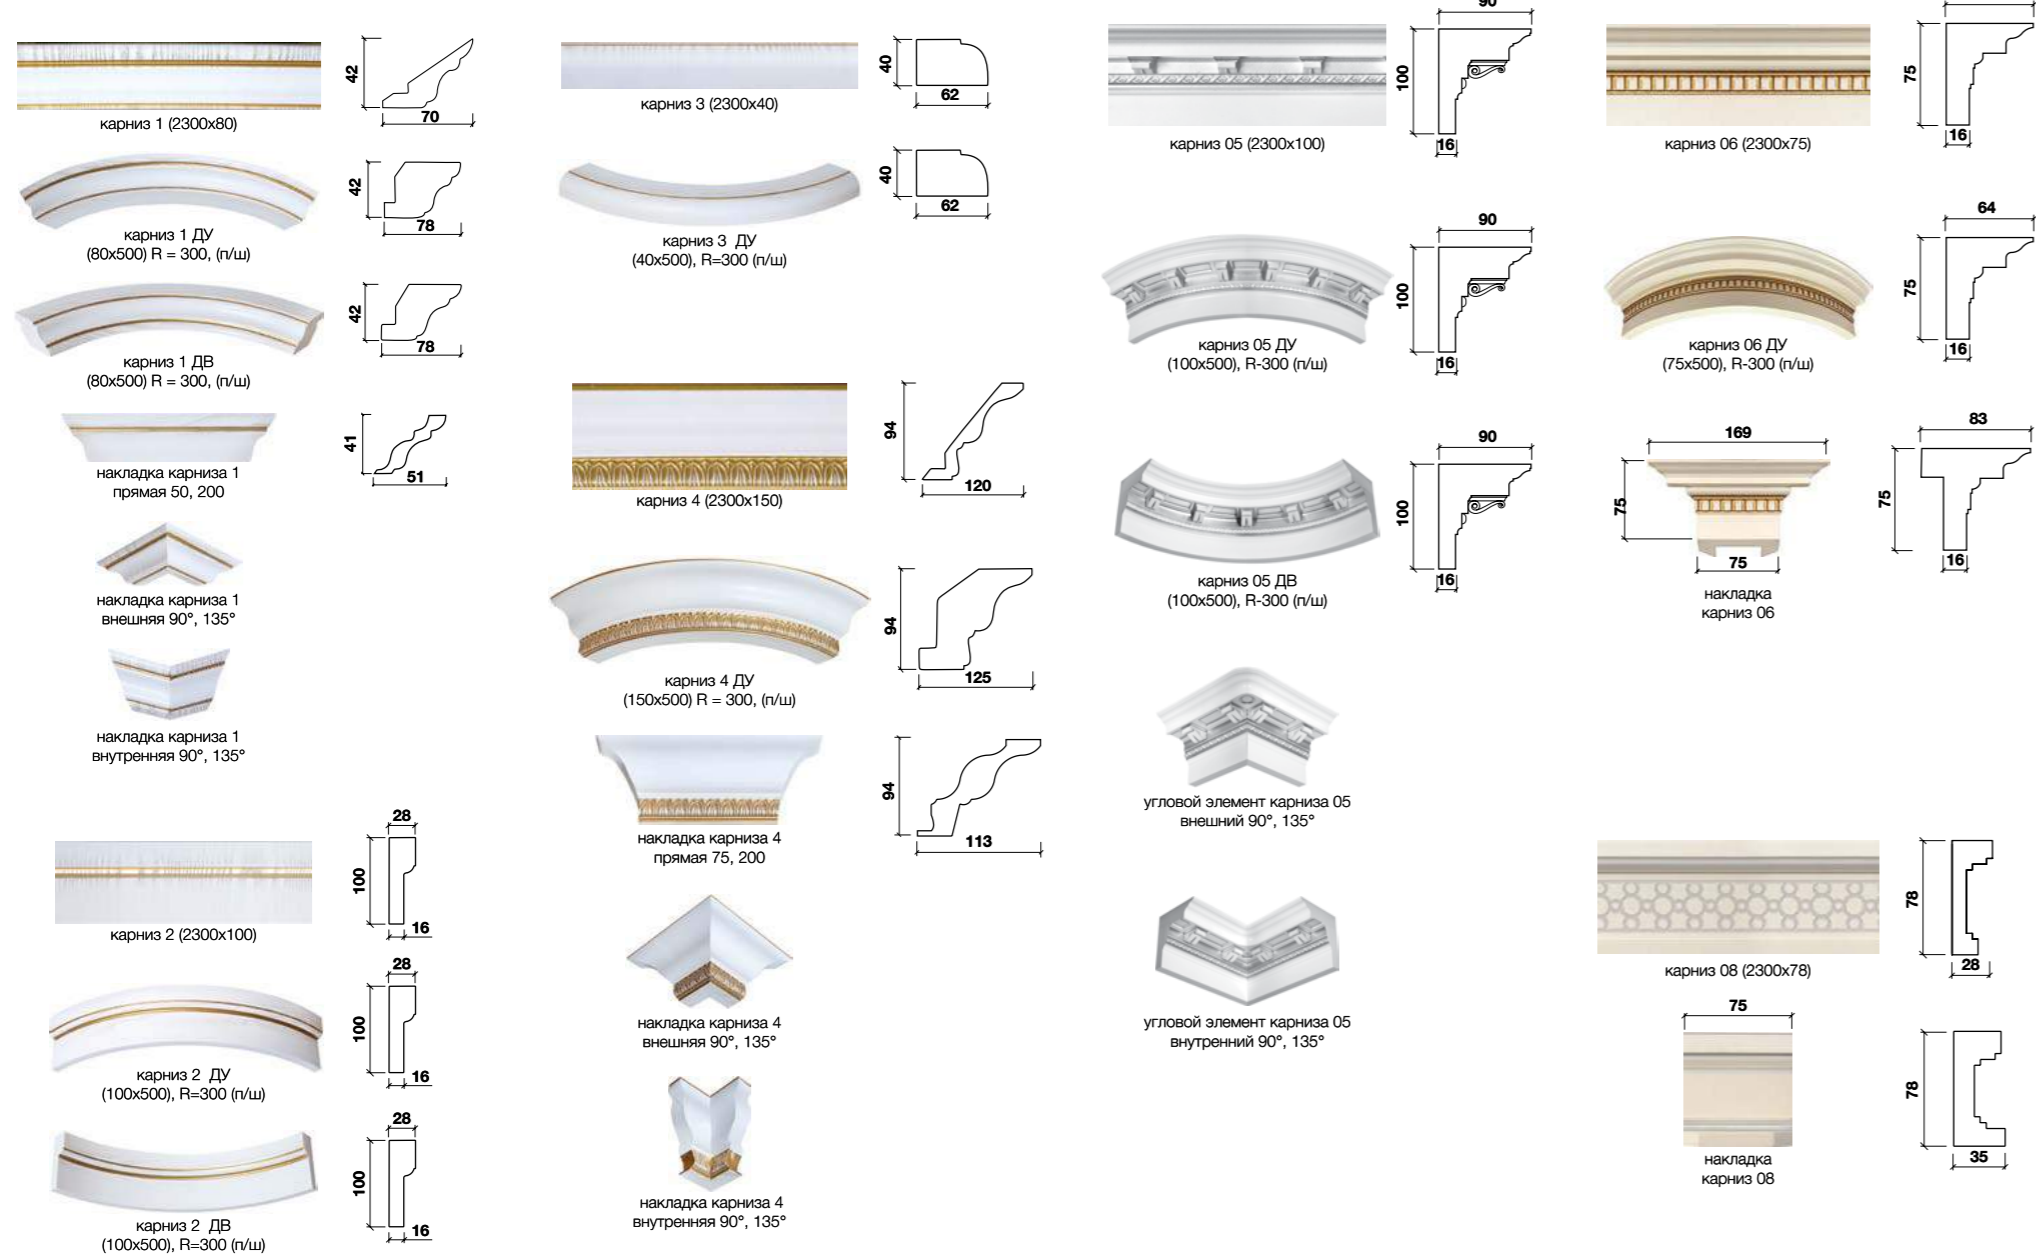 42
70
карниз 1 (2300x80)
42
78
карниз 1 ДУ
(80x500) R = 300, (п/ш)
42
78
карниз 1 ДВ
(80x500) R = 300, (п/ш)
41
51
накладка карниза 1
прямая 50, 200
накладка карниза 1
внешняя 90°, 135°
накладка карниза 1
внутренняя 90°, 135°
28
100
16
карниз 2 (2300x100)
28
100
16
карниз 2 ДУ
(100x500), R=300 (п/ш)
28
100
16
карниз 2 ДВ
(100x500), R=300 (п/ш)
40
62
карниз 3 (2300x40)
40
62
карниз 3 ДУ
(40x500), R=300 (п/ш)
94
120
карниз 4 (2300x150)
94
125
карниз 4 ДУ
(150x500) R = 300, (п/ш)
94
113
накладка карниза 4
прямая 75, 200
накладка карниза 4
внешняя 90°, 135°
накладка карниза 4
внутренняя 90°, 135°
90
100
16
карниз 05 (2300x100)
90
100
16
карниз 05 ДУ
(100x500), R-300 (п/ш)
90
100
16
карниз 05 ДВ
(100x500), R-300 (п/ш)
угловой элемент карниза 05
внешний 90°, 135°
угловой элемент карниза 05
внутренний 90°, 135°
75
16
карниз 06 (2300x75)
64
75
16
карниз 06 ДУ
(75x500), R-300 (п/ш)
169
75
75
83
75
16
накладка
карниз 06
78
28
карниз 08 (2300x78)
75
78
35
накладка
карниз 08